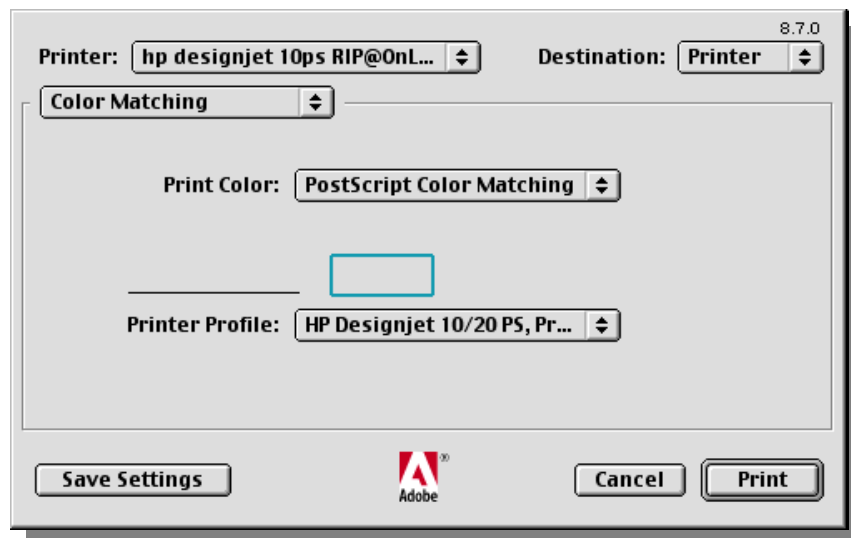 8.7.0
Printer: hp designjet 10ps RIP@OnL... Destination: Printer
Color Matching
Print Color: PostScript Color Matching
Printer Profile: HP Designjet 10/20 PS, Pr...
Save Settings Adobe® Cancel Print